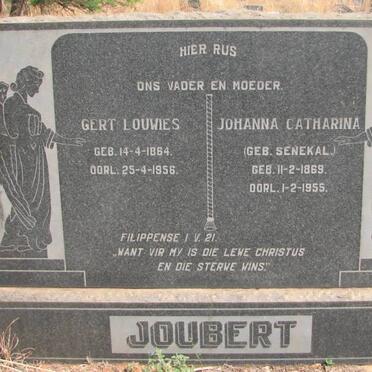 HIER RUS
ONS VADER EN MOEDER.
GERT LOUWIES
GEB. 14-4-1864.
OORL. 25-4-1956.
JOHANNA CATHARINA
(GEB. SENEKAL)
GEB. 11-2-1869.
OORL. 1-2-1955.
FILIPPENSE I V. 21.
„WANT VIR MY IS DIE LEWE CHRISTUS
EN DIE STERWE WINS."
JOUBERT